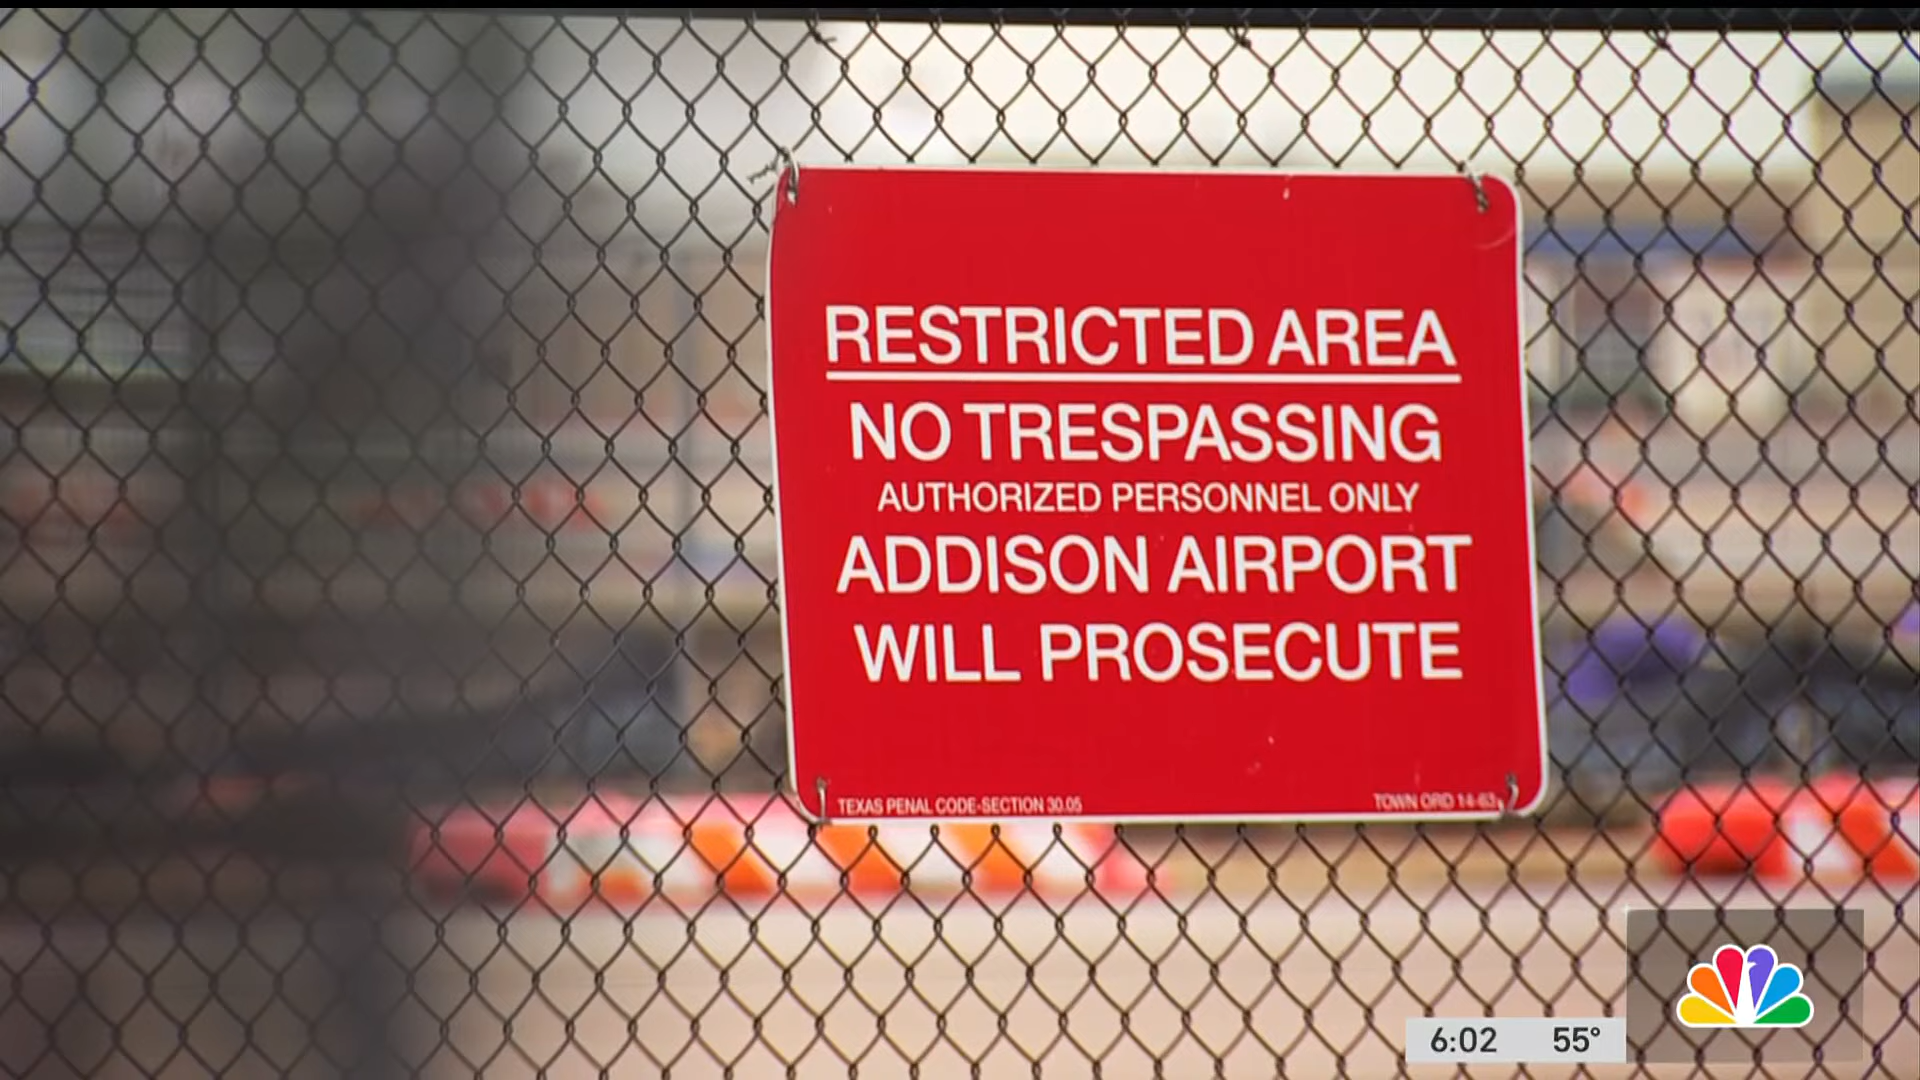 RESTRICTED AREA
NO TRESPASSING
AUTHORIZED PERSONNEL ONLY
ADDISON AIRPORT
WILL PROSECUTE
TEXAS PENAL CODE-SECTION 30.05
TOWN ORD 14-63
6:02 55°